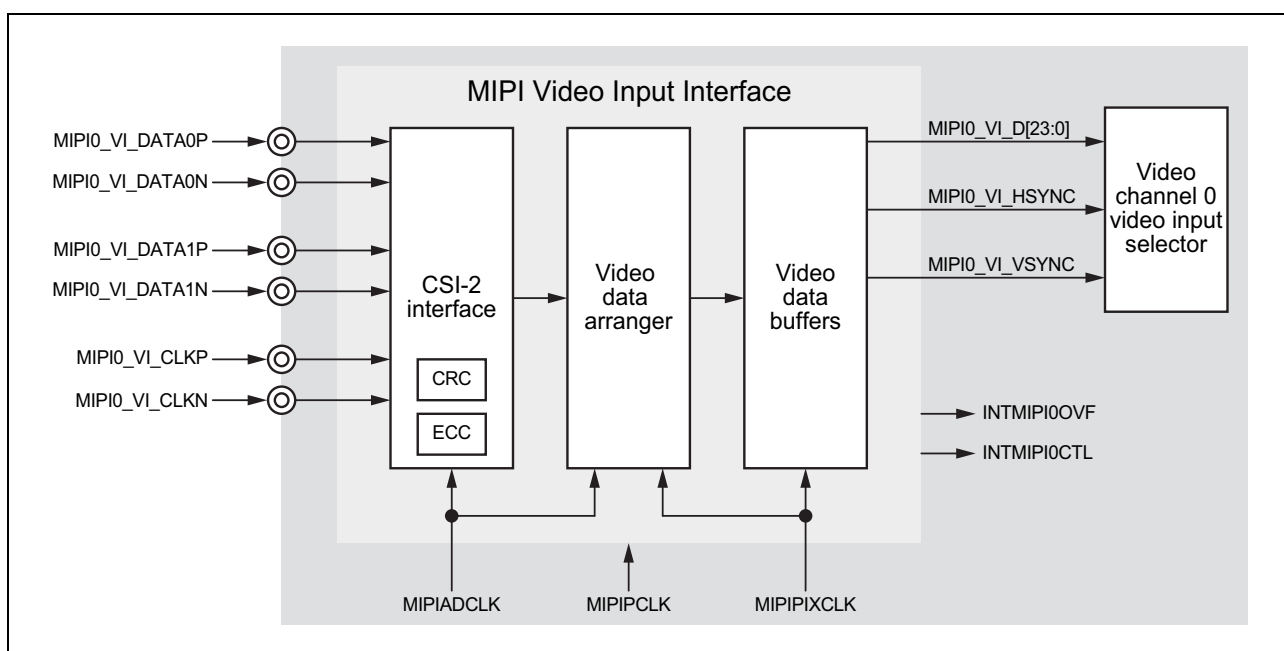 MIPI Video Input Interface
MIPI0_VI_DATA0P
MIPI0_VI_DATA0N
MIPI0_VI_DATA1P
MIPI0_VI_DATA1N
MIPI0_VI_CLKP
MIPI0_VI_CLKN
CSI-2
interface
CRC
ECC
Video
data
arranger
Video
data
buffers
MIPI0_VI_D[23:0]
MIPI0_VI_HSYNC
MIPI0_VI_VSYNC
Video
channel 0
video input
selector
INTMIPI0OVF
INTMIPI0CTL
MIPIADCLK
MIPIPCLK
MIPIPIXCLK